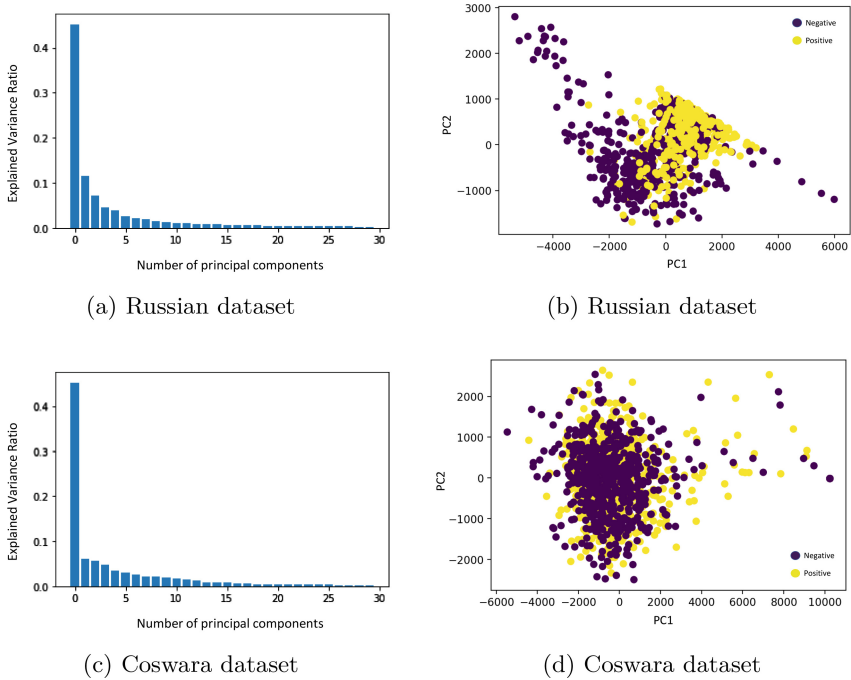 Explained Variance Ratio
0.4
0.3
0.2
0.1
0.0
0 5 10 15 20 25 30
Number of principal components
(a) Russian dataset
PC2
3000
2000
1000
0
−1000
−4000 −2000 0 2000 4000 6000
PC1
Negative
Positive
(b) Russian dataset
Explained Variance Ratio
0.4
0.3
0.2
0.1
0.0
0 5 10 15 20 25 30
Number of principal components
(c) Coswara dataset
PC2
2000
1000
0
−1000
−2000
−6000 −4000 −2000 0 2000 4000 6000 8000 10000
PC1
Negative
Positive
(d) Coswara dataset